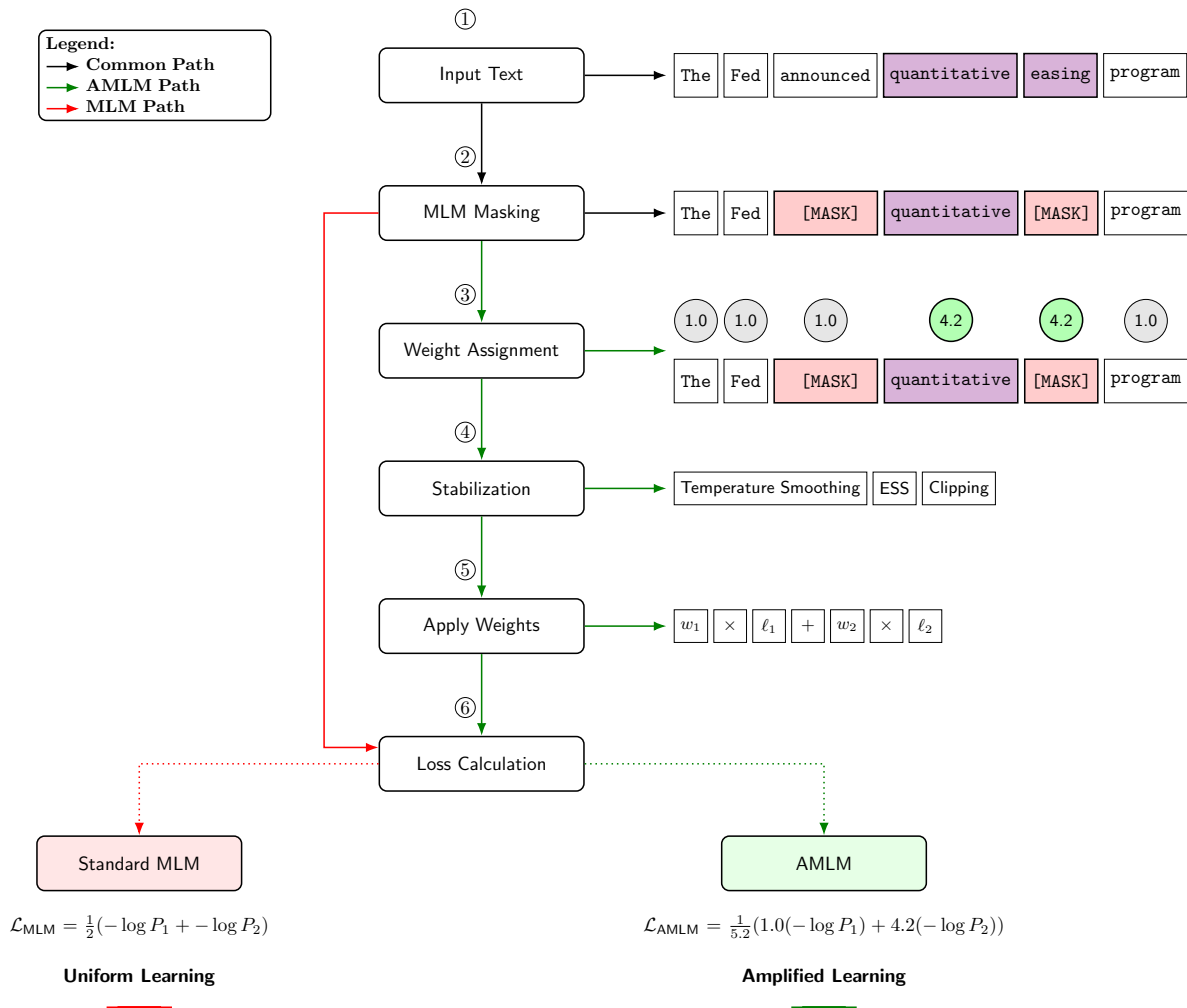 ①
Legend:
Common Path
AMLM Path
MLM Path
Input Text
The Fed announced quantitative easing program
②
MLM Masking
The Fed [MASK] quantitative [MASK] program
③
1.0 1.0 1.0 4.2 4.2 1.0
Weight Assignment
The Fed [MASK] quantitative [MASK] program
④
Stabilization
Temperature Smoothing ESS Clipping
⑤
Apply Weights
w₁ × ℓ₁ + w₂ × ℓ₂
⑥
Loss Calculation
Standard MLM
AMLM
ℒ_MLM = 1/2(− log P₁ + − log P₂)
ℒ_AMLM = 1/5.2(1.0(− log P₁) + 4.2(− log P₂))
Uniform Learning
Amplified Learning